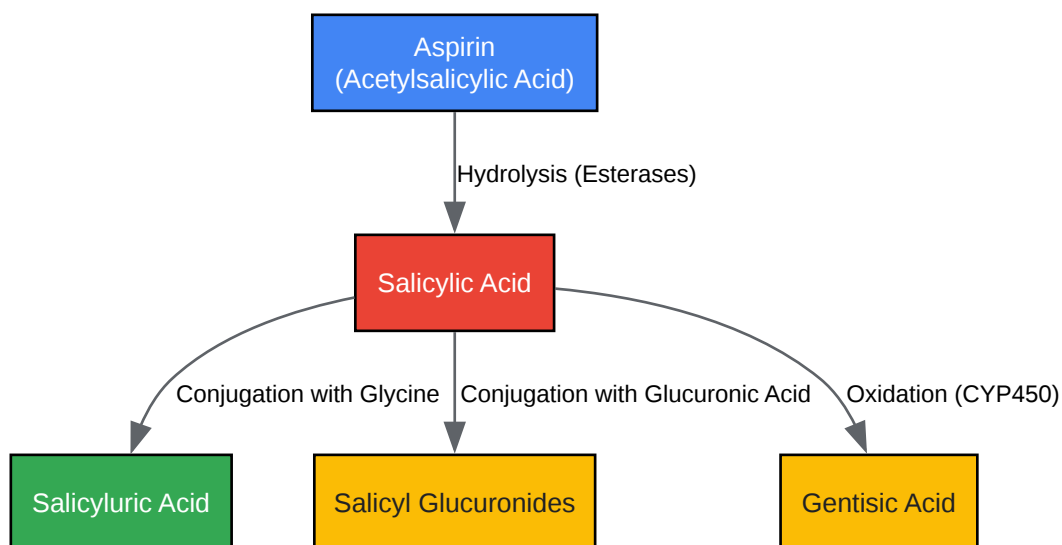 Aspirin
(Acetylsalicylic Acid)
Hydrolysis (Esterases)
Salicylic Acid
Conjugation with Glycine
Conjugation with Glucuronic Acid
Oxidation (CYP450)
Salicyluric Acid
Salicyl Glucuronides
Gentisic Acid